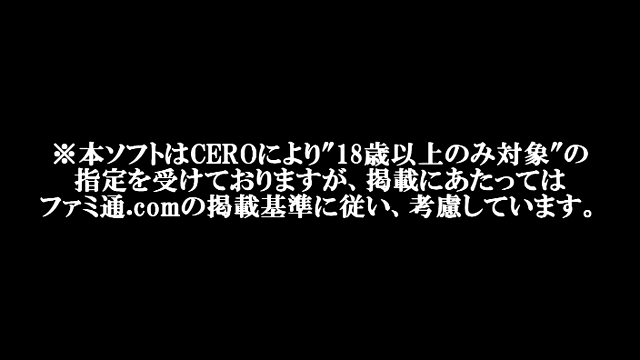 ※本ソフトはCEROにより"18歳以上のみ対象"の
指定を受けておりますが、掲載にあたっては
ファミ通.comの掲載基準に従い、考慮しています。